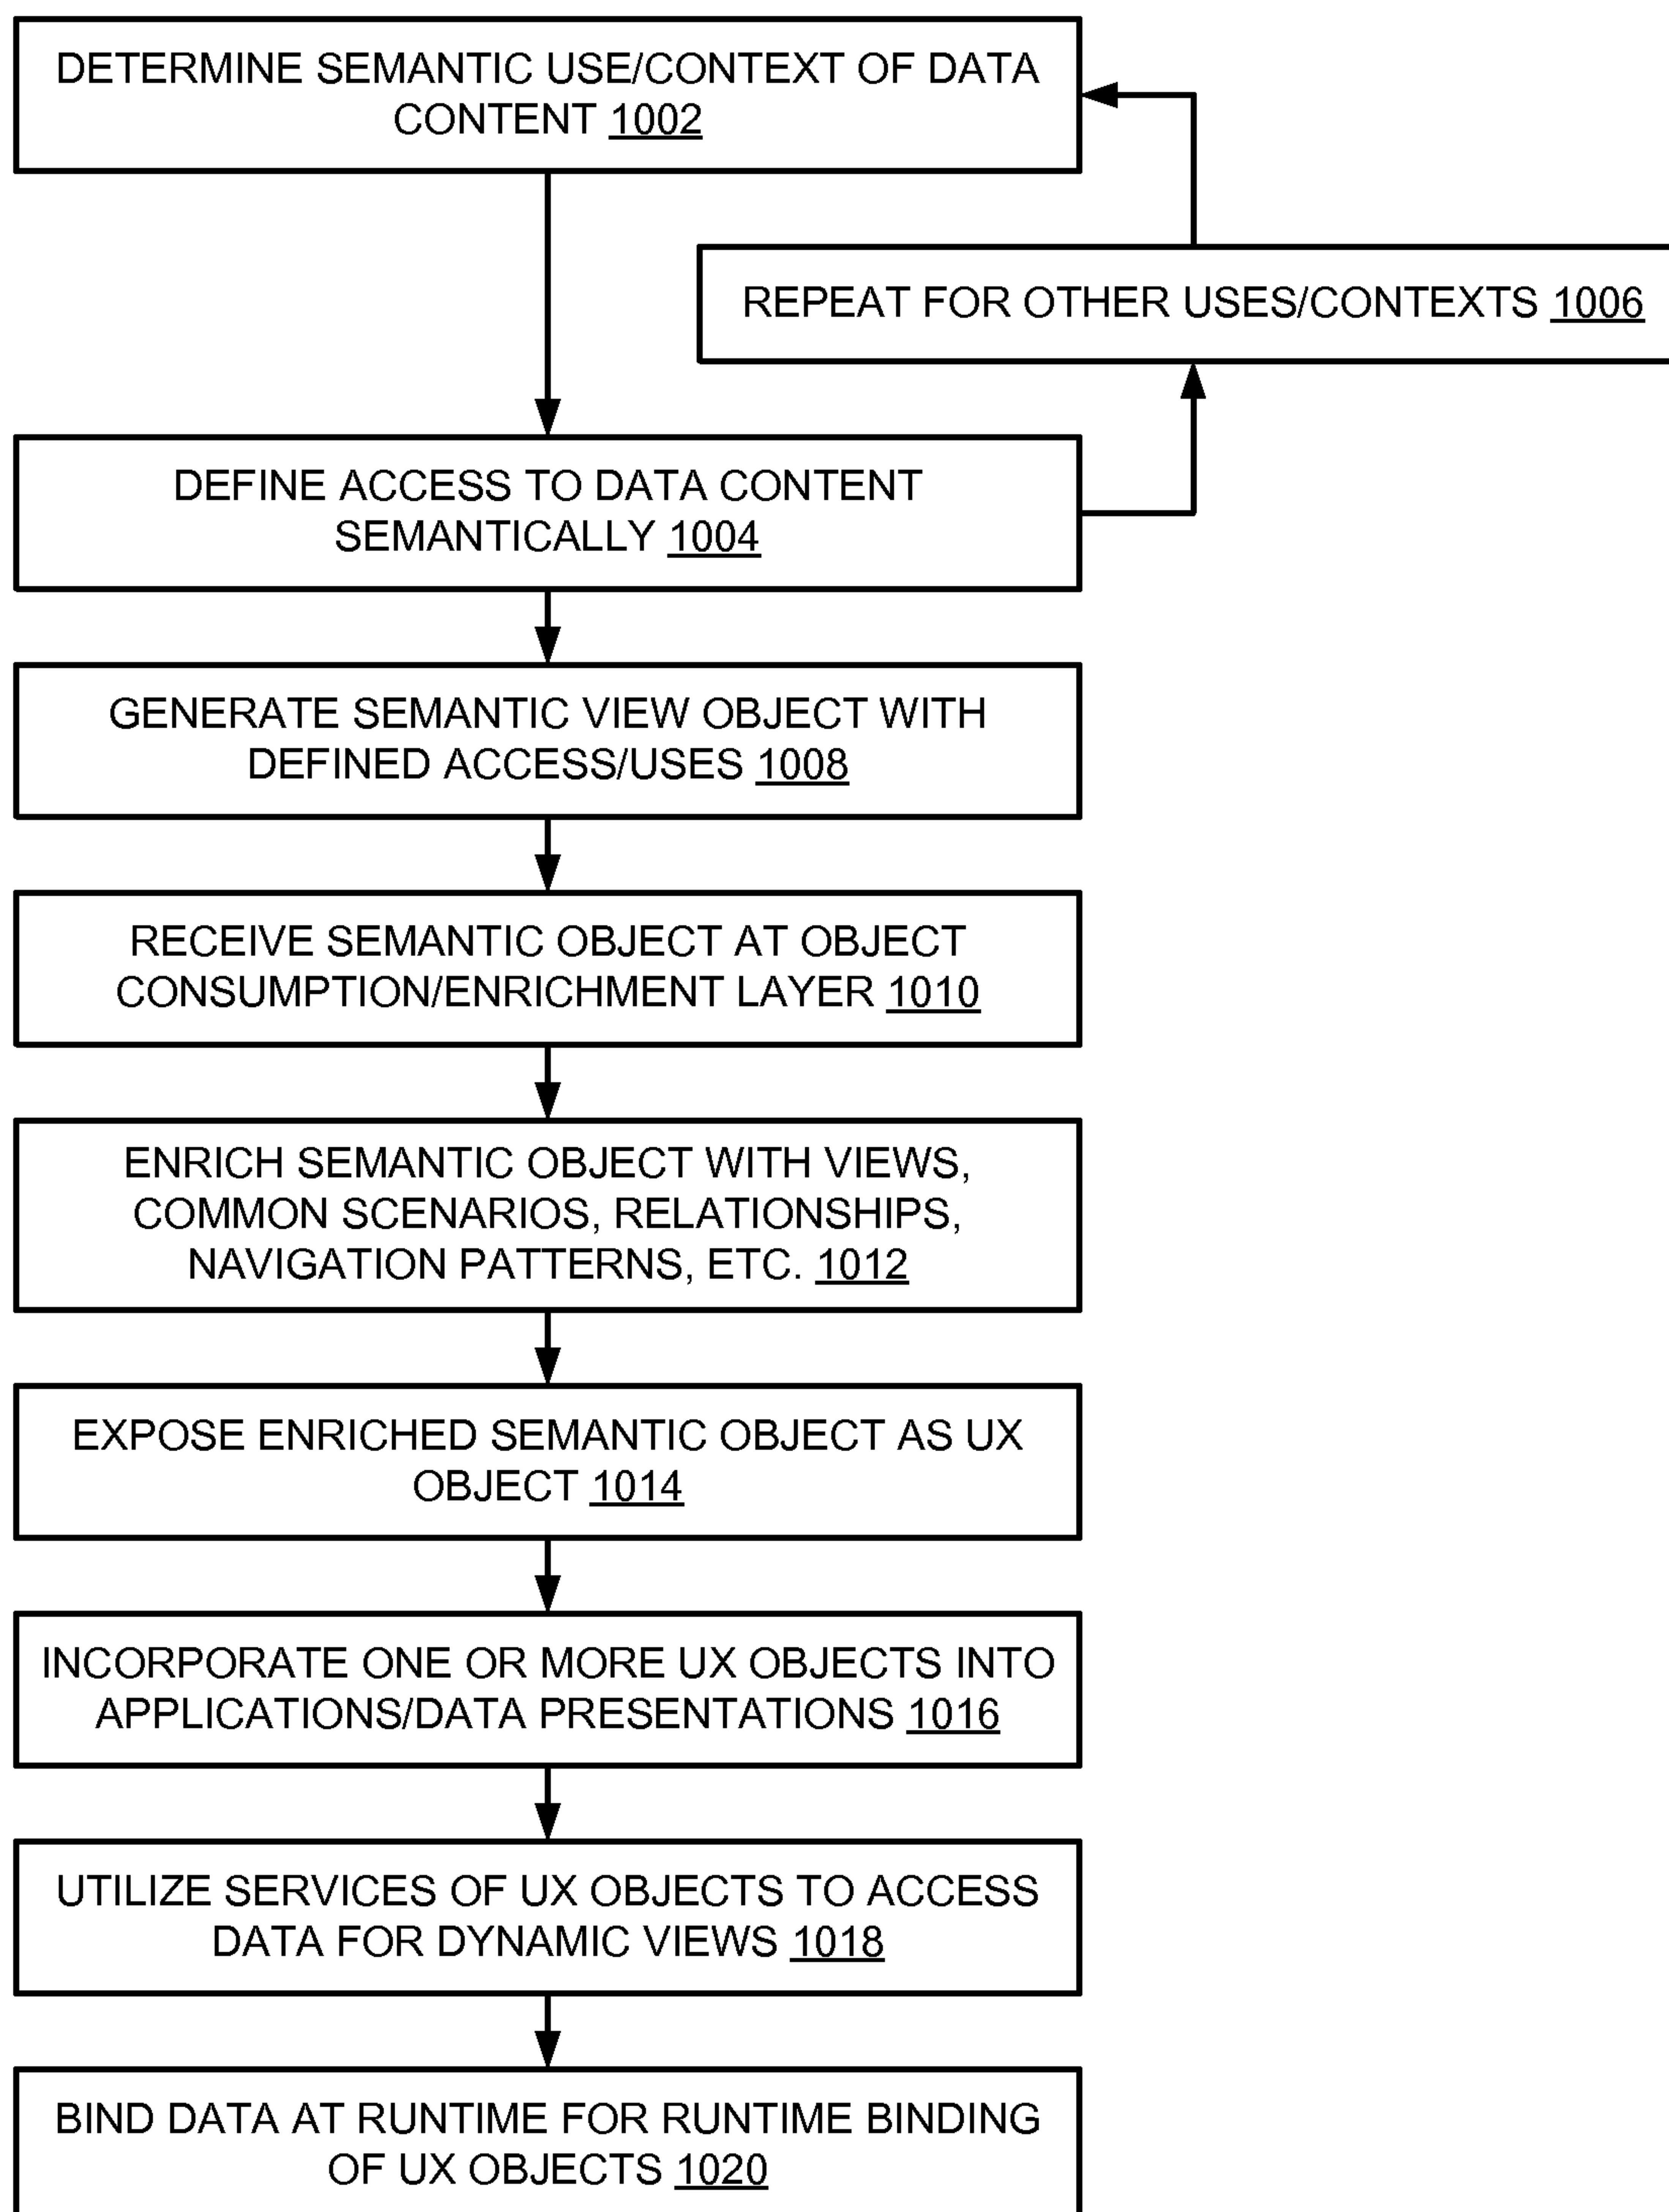 DETERMINE SEMANTIC USE/CONTEXT OF DATA
CONTENT 1002
REPEAT FOR OTHER USES/CONTEXTS 1006
DEFINE ACCESS TO DATA CONTENT
SEMANTICALLY 1004
GENERATE SEMANTIC VIEW OBJECT WITH
DEFINED ACCESS/USES 1008
RECEIVE SEMANTIC OBJECT AT OBJECT
CONSUMPTION/ENRICHMENT LAYER 1010
ENRICH SEMANTIC OBJECT WITH VIEWS,
COMMON SCENARIOS, RELATIONSHIPS,
NAVIGATION PATTERNS, ETC. 1012
EXPOSE ENRICHED SEMANTIC OBJECT AS UX
OBJECT 1014
INCORPORATE ONE OR MORE UX OBJECTS INTO
APPLICATIONS/DATA PRESENTATIONS 1016
UTILIZE SERVICES OF UX OBJECTS TO ACCESS
DATA FOR DYNAMIC VIEWS 1018
BIND DATA AT RUNTIME FOR RUNTIME BINDING
OF UX OBJECTS 1020